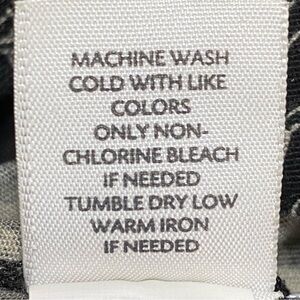 MACHINE WASH
COLD WITH LIKE
COLORS
ONLY NON-
CHLORINE BLEACH
IF NEEDED
TUMBLE DRY LOW
WARM IRON
IF NEEDED